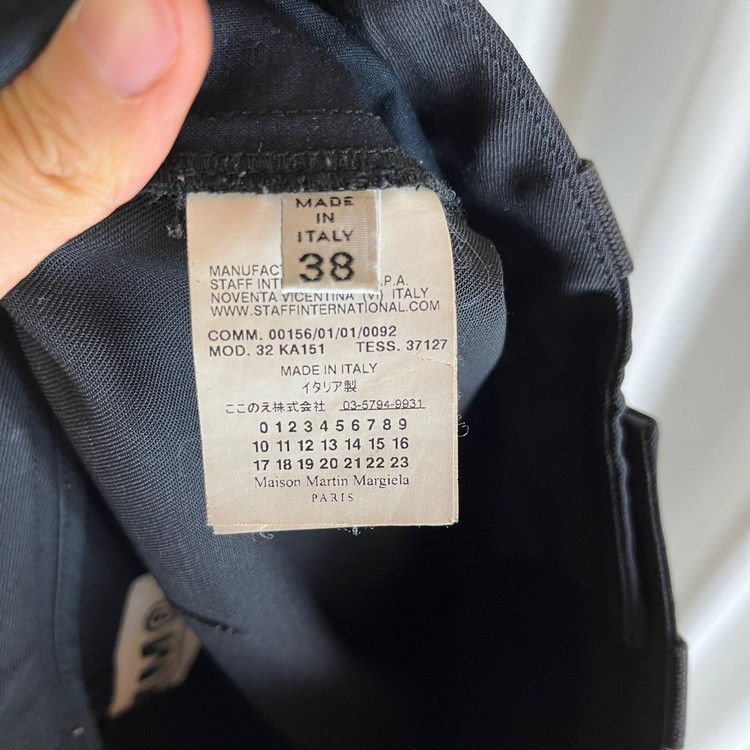 MADE
IN
ITALY
38
MANUFAC
STAFF INT P.A.
NOVENTA VICENTINA (VI) ITALY
WWW.STAFFINTERNATIONAL.COM
COMM. 00156/01/01/0092
MOD. 32 KA151 TESS. 37127
MADE IN ITALY
イタリア製
ここのえ株式会社 03-5794-9931
0 1 2 3 4 5 6 7 8 9
10 11 12 13 14 15 16
17 18 19 20 21 22 23
Maison Martin Margiela
PARIS